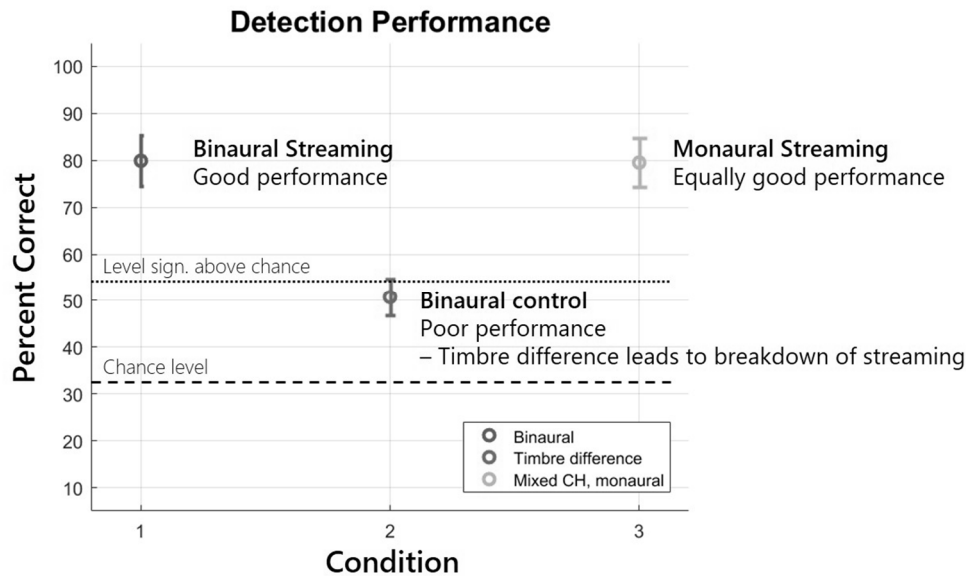 Detection Performance
Percent Correct
100
90
80
70
60
50
40
30
20
10
Binaural Streaming
Good performance
Monaural Streaming
Equally good performance
Level sign. above chance
Binaural control
Poor performance
– Timbre difference leads to breakdown of streaming
Chance level
Binaural
Timbre difference
Mixed CH, monaural
1
2
3
Condition